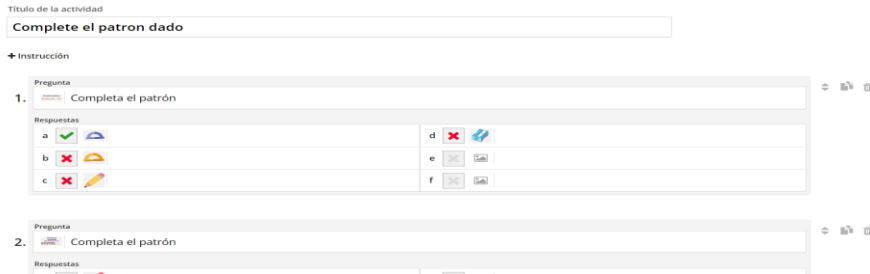 Título de la actividad
Complete el patron dado
+ Instrucción
Pregunta
1. Completa el patrón
Respuestas
a
d
b
e
c
f
Pregunta
2. Completa el patrón
Respuestas